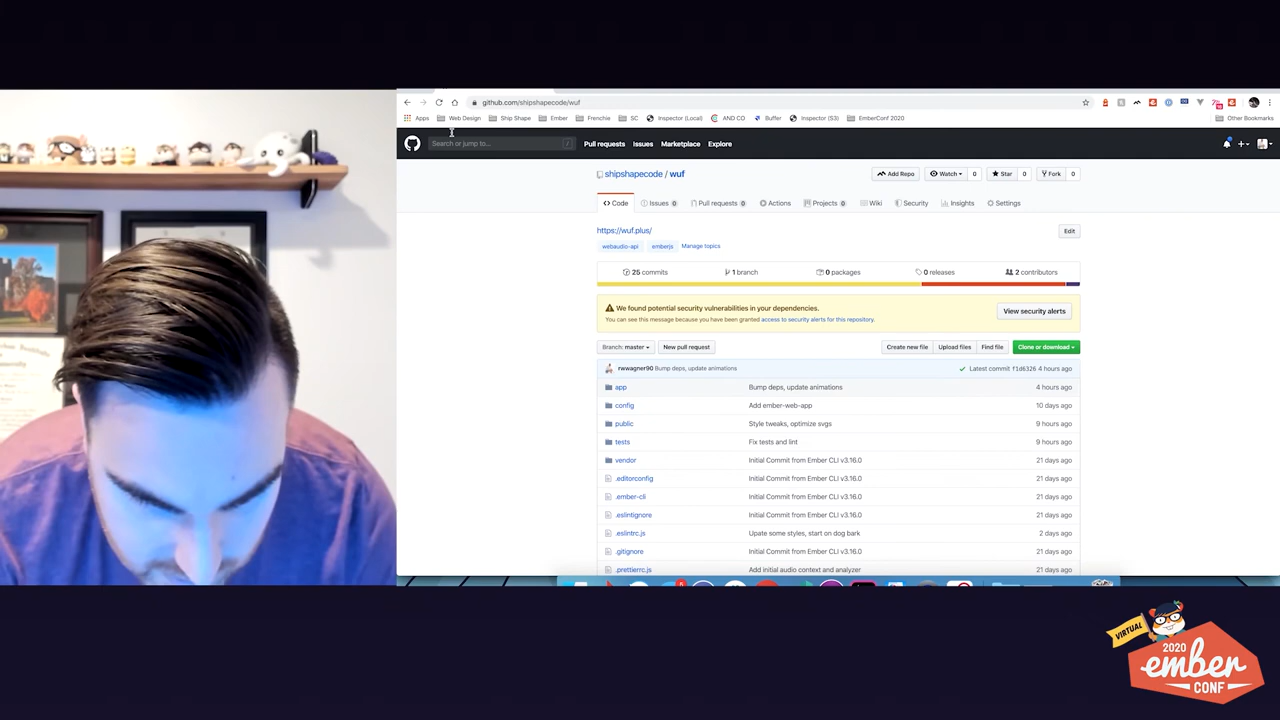 github.com/shipshapecode/wuf
Apps Web Design Ship Shape Ember Frenchie SC Inspector (Local) AND CO Buffer Inspector (S3) EmberConf 2020 Other Bookmarks
Search or jump to... / Pull requests Issues Marketplace Explore
shipshapecode / wuf Add Repo Watch 0 Star 0 Fork 0
Code Issues 0 Pull requests 0 Actions Projects 0 Wiki Security Insights Settings
https://wuf.plus/ Edit
webaudio-api emberjs Manage topics
25 commits 1 branch 0 packages 0 releases 2 contributors
We found potential security vulnerabilities in your dependencies.
You can see this message because you have been granted access to security alerts for this repository.
View security alerts
Branch: master New pull request Create new file Upload files Find file Clone or download
rwwagner90 Bump deps, update animations Latest commit f1d6326 4 hours ago
app Bump deps, update animations 4 hours ago
config Add ember-web-app 10 days ago
public Style tweaks, optimize svgs 9 hours ago
tests Fix tests and lint 9 hours ago
vendor Initial Commit from Ember CLI v3.16.0 21 days ago
.editorconfig Initial Commit from Ember CLI v3.16.0 21 days ago
.ember-cli Initial Commit from Ember CLI v3.16.0 21 days ago
.eslintignore Initial Commit from Ember CLI v3.16.0 21 days ago
.eslintrc.js Upate some styles, start on dog bark 2 days ago
.gitignore Initial Commit from Ember CLI v3.16.0 21 days ago
.prettierrc.js Add initial audio context and analyzer 21 days ago
VIRTUAL
2020
ember
CONF